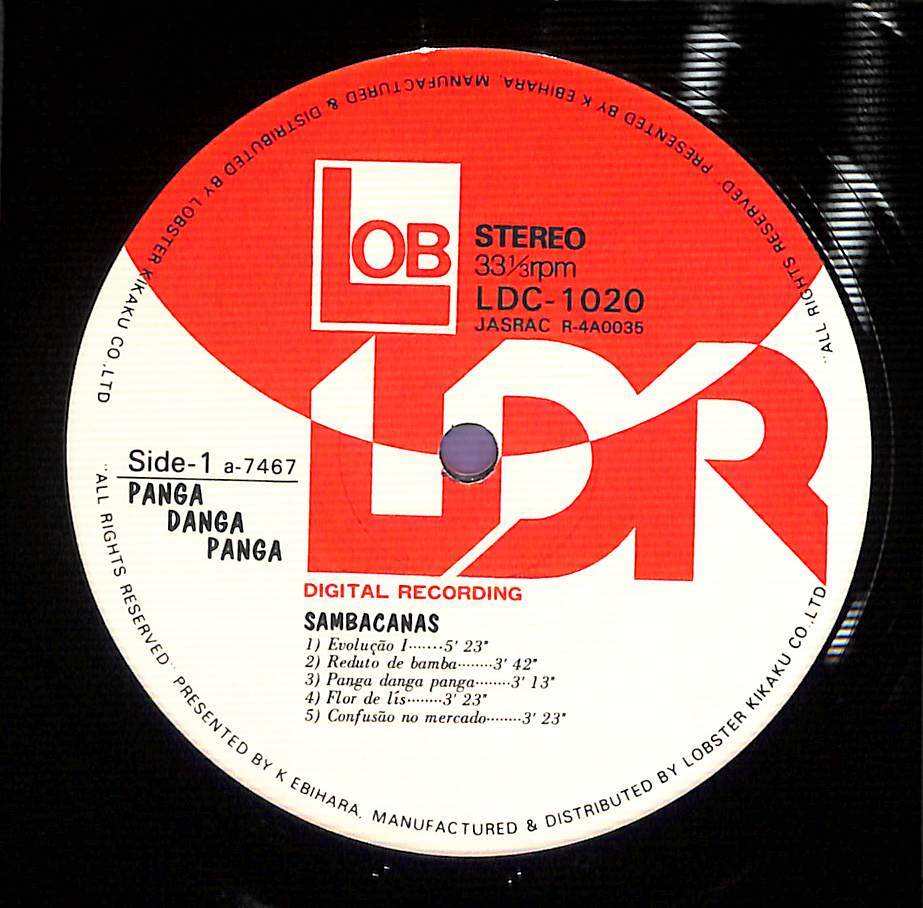 LOB
STEREO
33⅓rpm
LDC-1020
JASRAC R-4A0035
LDR
Side-1 a-7467
PANGA
DANGA
PANGA
DIGITAL RECORDING
SAMBACANAS
1) Evolução I·······5' 23"
2) Reduto de bamba········3' 42"
3) Panga danga panga········3' 13"
4) Flor de lís········3' 23"
5) Confusão no mercado········3' 23"
"ALL RIGHTS RESERVED" PRESENTED BY K EBIHARA, MANUFACTURED & DISTRIBUTED BY LOBSTER KIKAKU CO.,LTD
"ALL RIGHTS RESERVED" PRESENTED BY K EBIHARA, MANUFACTURED & DISTRIBUTED BY LOBSTER KIKAKU CO.,LTD